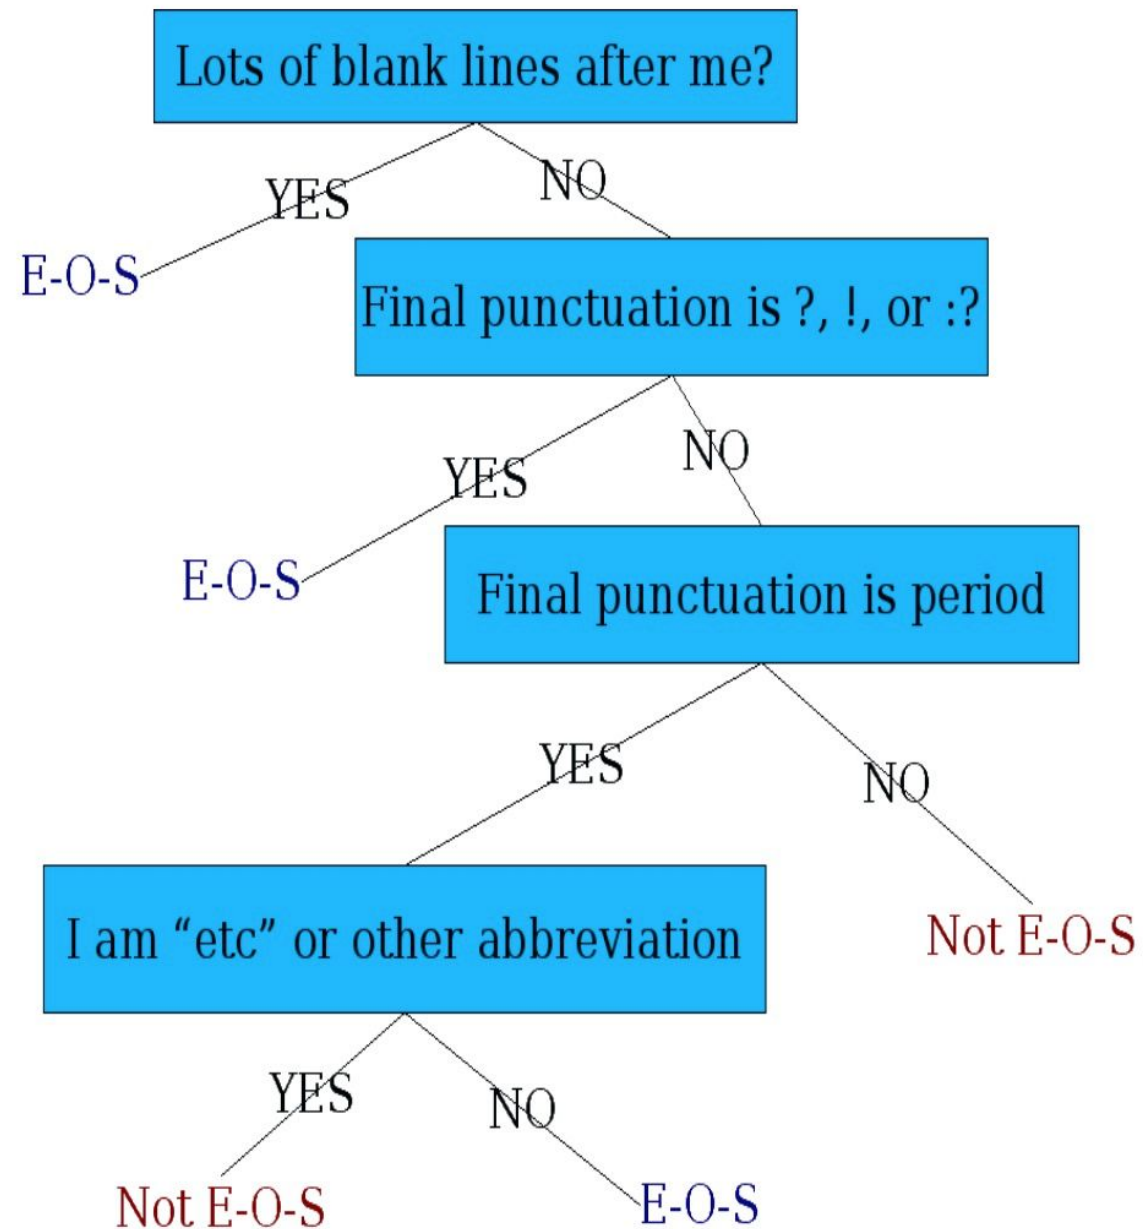 Lots of blank lines after me?
YES
NO
E-O-S
Final punctuation is ?, !, or :?
YES
NO
E-O-S
Final punctuation is period
YES
NO
I am “etc” or other abbreviation
Not E-O-S
YES
NO
Not E-O-S
E-O-S